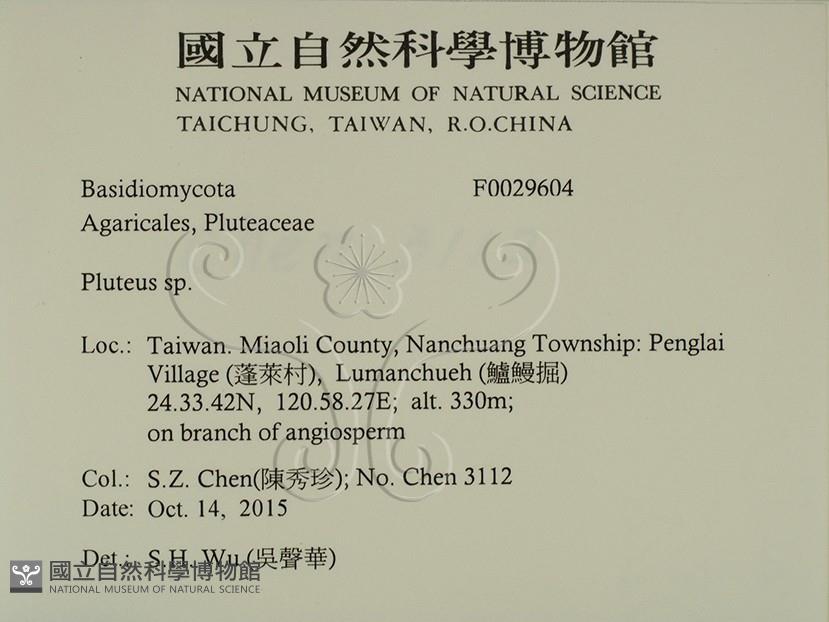 國立自然科學博物館
NATIONAL MUSEUM OF NATURAL SCIENCE
TAICHUNG, TAIWAN, R.O.CHINA
Basidiomycota F0029604
Agaricales, Pluteaceae
Pluteus sp.
Loc.: Taiwan. Miaoli County, Nanchuang Township: Penglai
Village (蓬萊村), Lumanchueh (鱸鰻掘)
24.33.42N, 120.58.27E; alt. 330m;
on branch of angiosperm
Col.: S.Z. Chen(陳秀珍); No. Chen 3112
Date: Oct. 14, 2015
Det.: S.H. Wu (吳聲華)
國立自然科學博物館
NATIONAL MUSEUM OF NATURAL SCIENCE